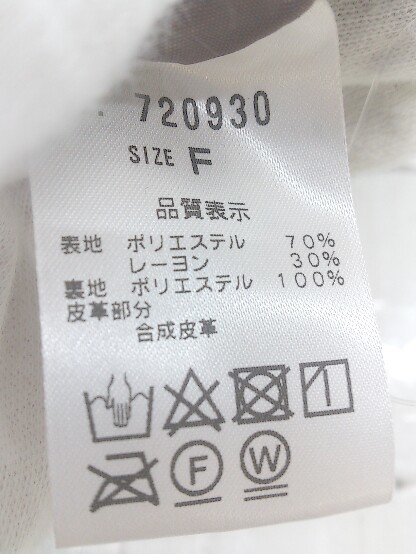 720930
SIZE F
品質表示
表地 ポリエステル 70%
レーヨン 30%
裏地 ポリエステル 100%
皮革部分
合成皮革
F W